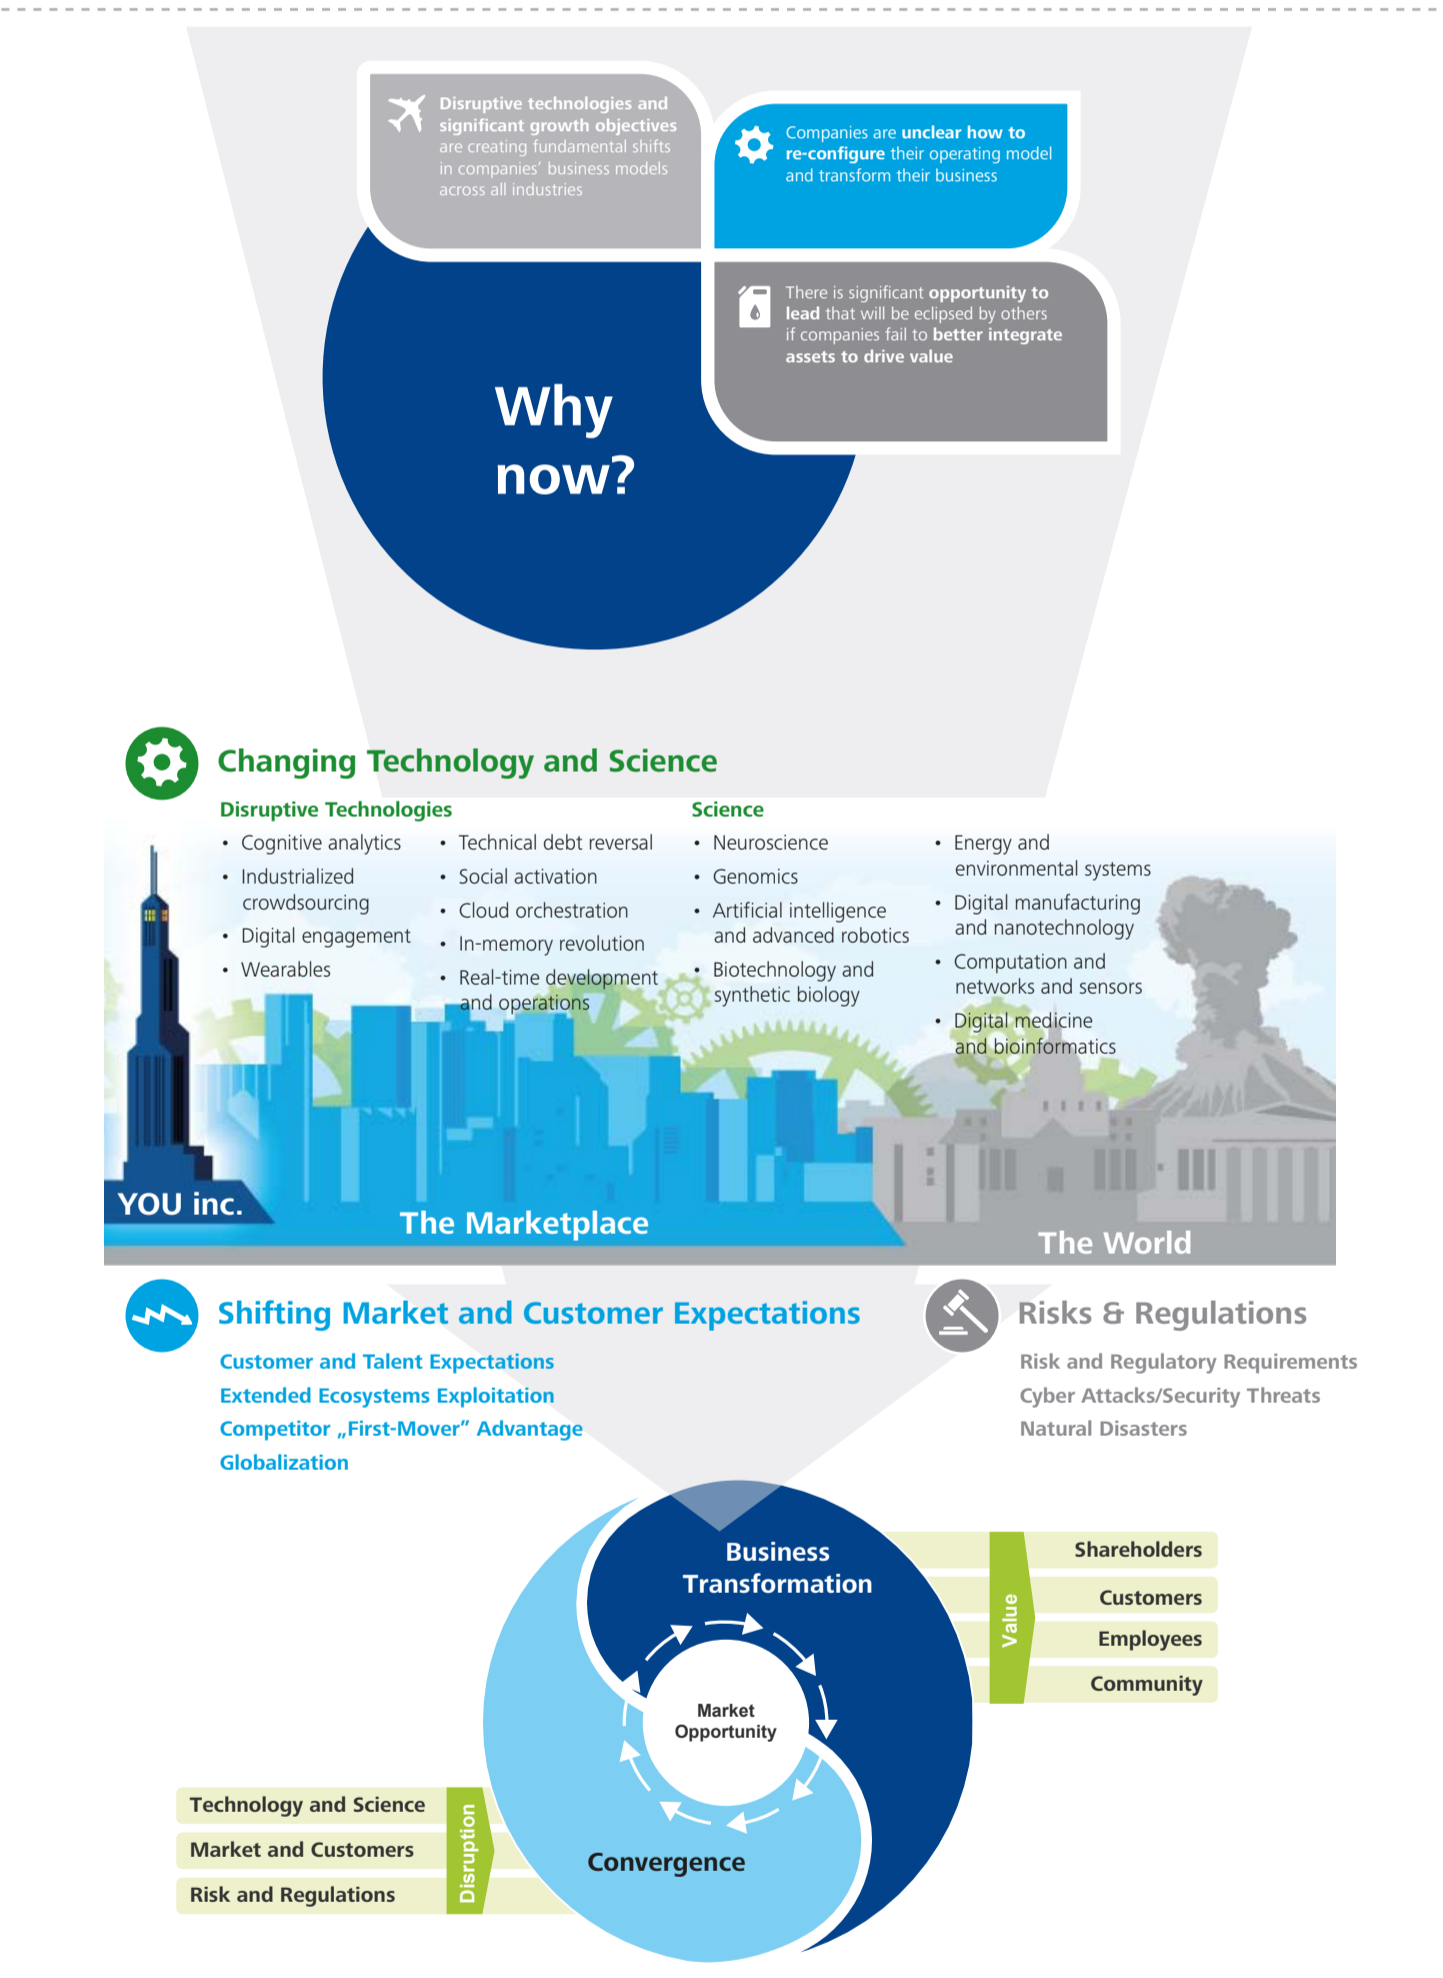 Disruptive technologies and
significant growth objectives
are creating fundamental shifts
in companies' business models
across all industries
Companies are unclear how to
re-configure their operating model
and transform their business
There is significant opportunity to
lead that will be eclipsed by others
if companies fail to better integrate
assets to drive value
Why
now?
Changing Technology and Science
Disruptive Technologies
• Cognitive analytics
• Industrialized
crowdsourcing
• Digital engagement
• Wearables
• Technical debt reversal
• Social activation
• Cloud orchestration
• In-memory revolution
• Real-time development
and operations
Science
• Neuroscience
• Genomics
• Artificial intelligence
and advanced robotics
• Biotechnology and
synthetic biology
• Energy and
environmental systems
• Digital manufacturing
and nanotechnology
• Computation and
networks and sensors
• Digital medicine
and bioinformatics
YOU inc.
The Marketplace
The World
Shifting Market and Customer Expectations
Customer and Talent Expectations
Extended Ecosystems Exploitation
Competitor „First-Mover” Advantage
Globalization
Risks & Regulations
Risk and Regulatory Requirements
Cyber Attacks/Security Threats
Natural Disasters
Business
Transformation
Value
Shareholders
Customers
Employees
Community
Market
Opportunity
Technology and Science
Market and Customers
Risk and Regulations
Disruption
Convergence